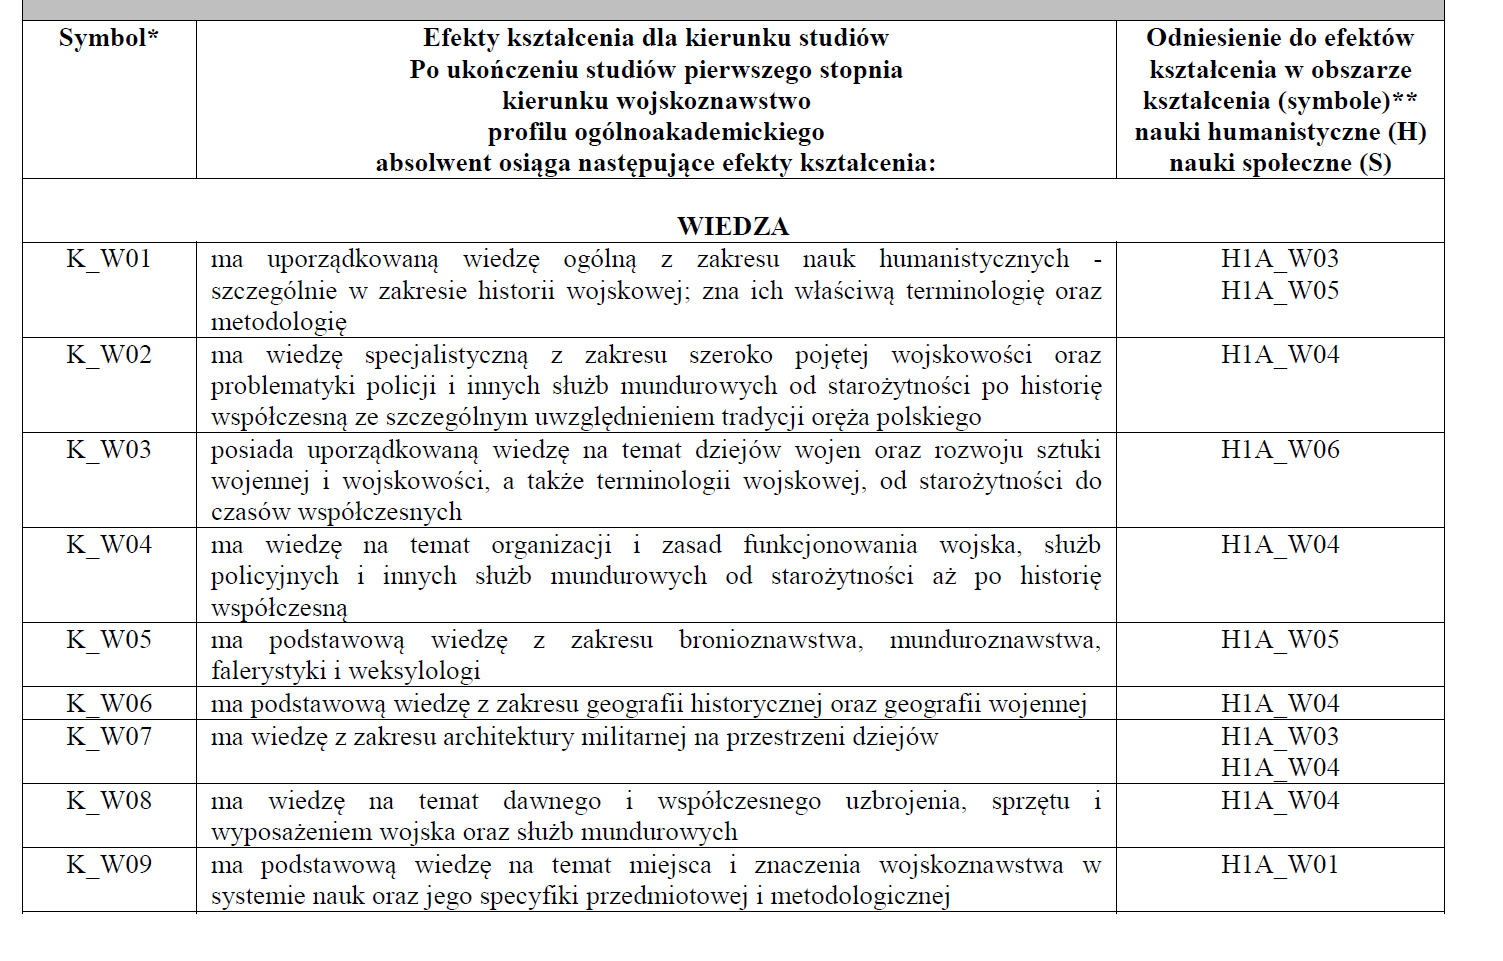 Symbol*
Efekty kształcenia dla kierunku studiów
Po ukończeniu studiów pierwszego stopnia
kierunku wojskoznawstwo
profilu ogólnoakademickiego
absolwent osiąga następujące efekty kształcenia:
Odniesienie do efektów
kształcenia w obszarze
kształcenia (symbole)**
nauki humanistyczne (H)
nauki społeczne (S)
WIEDZA
K_W01
ma uporządkowaną wiedzę ogólną z zakresu nauk humanistycznych -
szczególnie w zakresie historii wojskowej; zna ich właściwą terminologię oraz
metodologię
H1A_W03
H1A_W05
K_W02
ma wiedzę specjalistyczną z zakresu szeroko pojętej wojskowości oraz
problematyki policji i innych służb mundurowych od starożytności po historię
współczesną ze szczególnym uwzględnieniem tradycji oręża polskiego
H1A_W04
K_W03
posiada uporządkowaną wiedzę na temat dziejów wojen oraz rozwoju sztuki
wojennej i wojskowości, a także terminologii wojskowej, od starożytności do
czasów współczesnych
H1A_W06
K_W04
ma wiedzę na temat organizacji i zasad funkcjonowania wojska, służb
policyjnych i innych służb mundurowych od starożytności aż po historię
współczesną
H1A_W04
K_W05
ma podstawową wiedzę z zakresu bronioznawstwa, munduroznawstwa,
falerystyki i weksylologi
H1A_W05
K_W06
ma podstawową wiedzę z zakresu geografii historycznej oraz geografii wojennej
H1A_W04
K_W07
ma wiedzę z zakresu architektury militarnej na przestrzeni dziejów
H1A_W03
H1A_W04
K_W08
ma wiedzę na temat dawnego i współczesnego uzbrojenia, sprzętu i
wyposażeniem wojska oraz służb mundurowych
H1A_W04
K_W09
ma podstawową wiedzę na temat miejsca i znaczenia wojskoznawstwa w
systemie nauk oraz jego specyfiki przedmiotowej i metodologicznej
H1A_W01